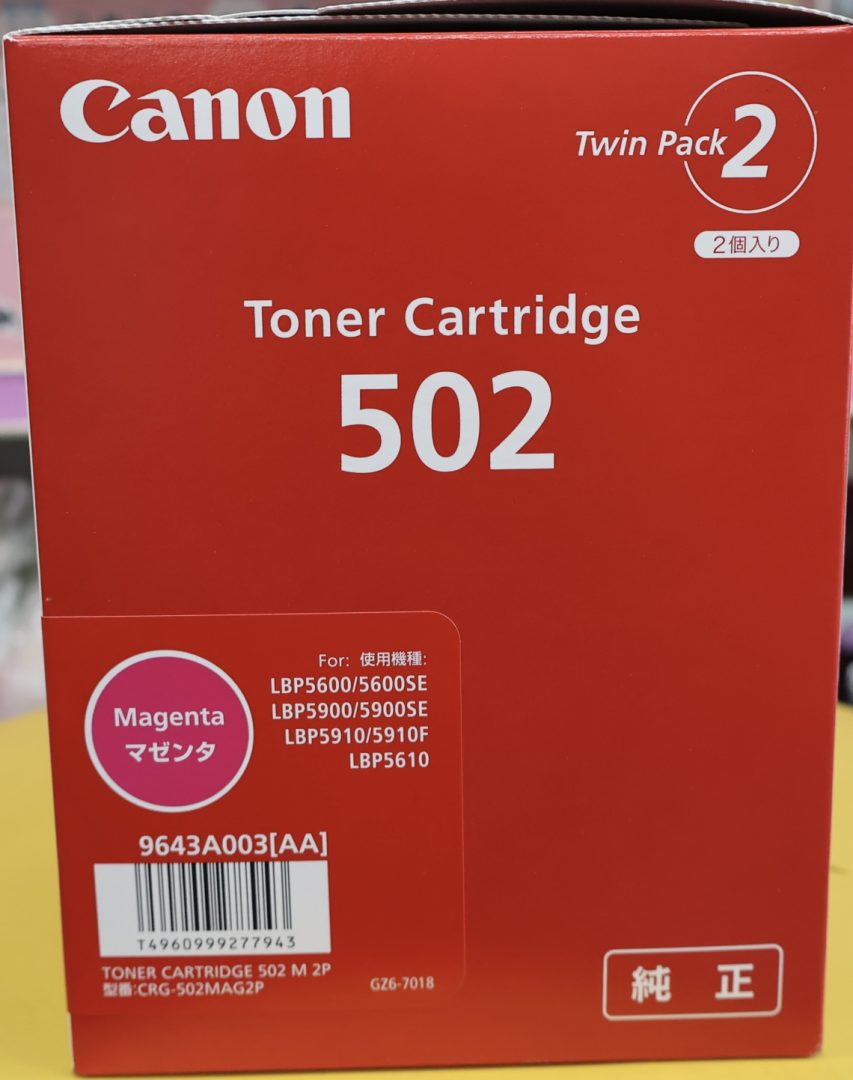 Canon
Twin Pack 2
2個入り
Toner Cartridge
502
For: 使用機種:
LBP5600/5600SE
LBP5900/5900SE
LBP5910/5910F
LBP5610
Magenta
マゼンタ
9643A003[AA]
T4960999277943
TONER CARTRIDGE 502 M 2P
型番:CRG-502MAG2P
GZ6-7018
純正